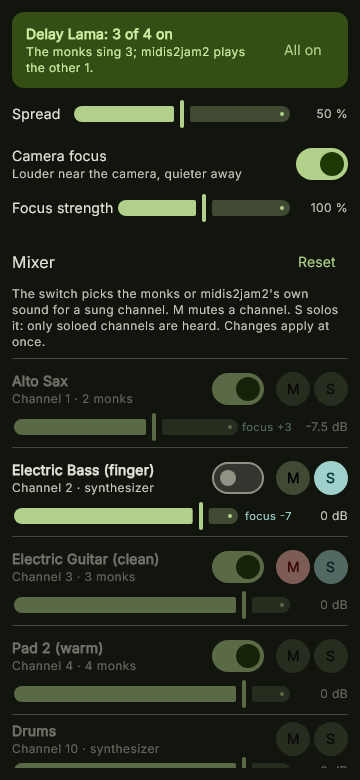 Delay Lama: 3 of 4 on
The monks sing 3; midis2jam2 plays
the other 1.
All on
Spread
50 %
Camera focus
Louder near the camera, quieter away
Focus strength
100 %
Mixer
Reset
The switch picks the monks or midis2jam2's own
sound for a sung channel. M mutes a channel. S solos
it: only soloed channels are heard. Changes apply at
once.
Alto Sax
Channel 1 · 2 monks
M
S
focus +3
-7.5 dB
Electric Bass (finger)
Channel 2 · synthesizer
M
S
focus -7
0 dB
Electric Guitar (clean)
Channel 3 · 3 monks
M
S
0 dB
Pad 2 (warm)
Channel 4 · 4 monks
M
S
0 dB
Drums
Channel 10 · synthesizer
M
S